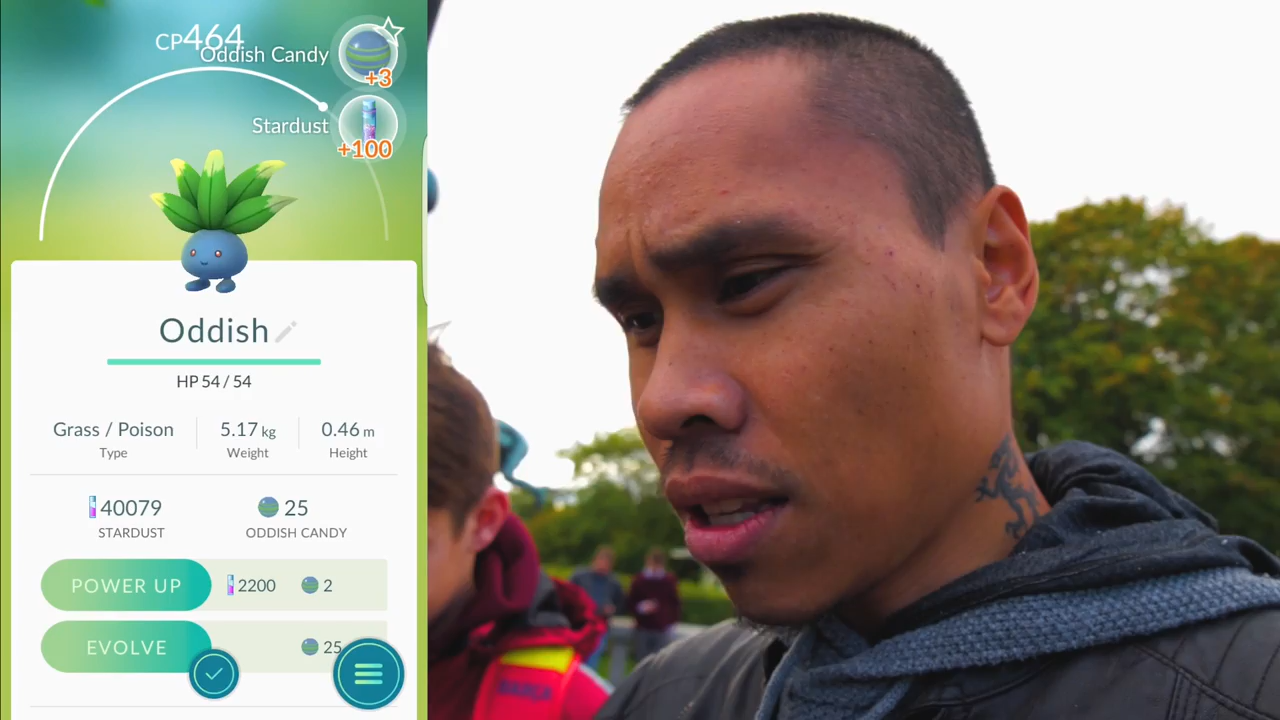 CP464
Oddish Candy
+3
Stardust
+100
Oddish
HP 54 / 54
Grass / Poison
5.17 kg
0.46 m
Type
Weight
Height
40079
25
STARDUST
ODDISH CANDY
POWER UP
2200
2
EVOLVE
25
BARÇA